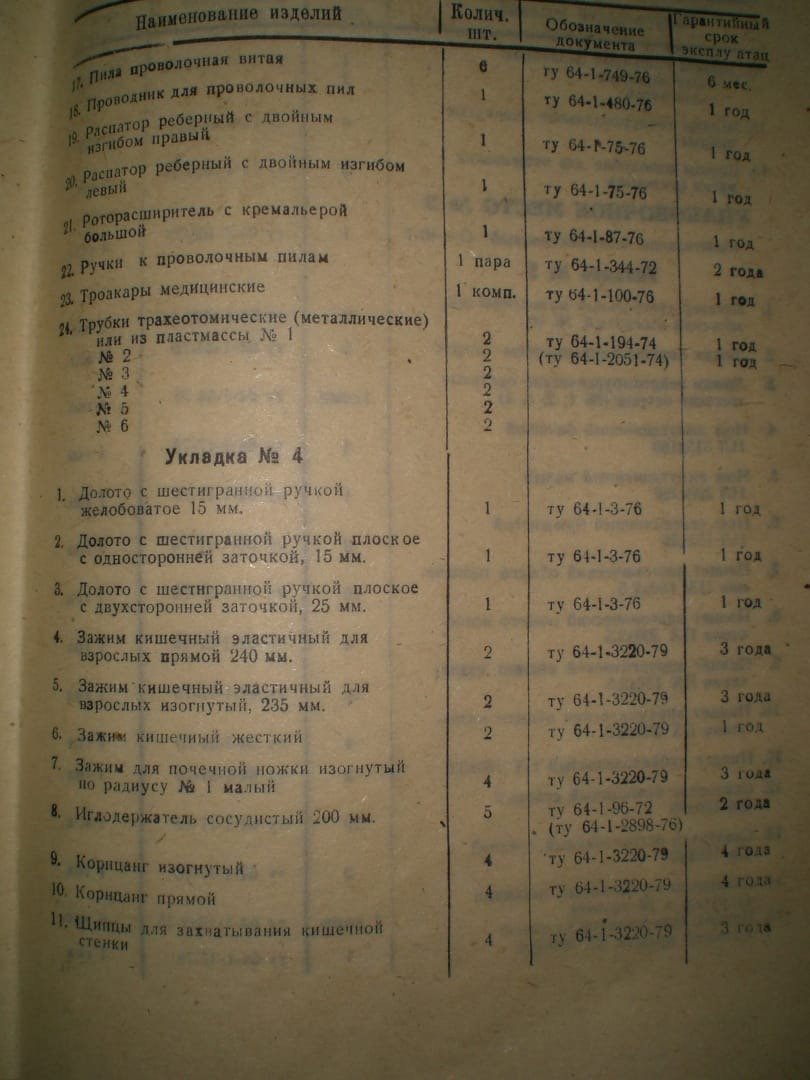 Наименование изделий Колич. шт. Обозначение документа Гарантийный срок эксплуатац
17. Пила проволочная витая 6 ту 64-1-749-76 6 мес.
18. Проводник для проволочных пил 1 ту 64-1-480-76 1 год
19. Распатор реберный с двойным
изгибом правый 1 ту 64-1-75-76 1 год
20. Распатор реберный с двойным изгибом
левый 1 ту 64-1-75-76 1 год
21. Роторасширитель с кремальерой
большой 1 ту 64-1-87-76 1 год
22. Ручки к проволочным пилам 1 пара ту 64-1-344-72 2 года
23. Троакары медицинские 1 комп. ту 64-1-100-76 1 год
24. Трубки трахеотомические (металлические)
или из пластмассы № 1 2 ту 64-1-194-74 1 год
№ 2 2 (ту 64-1-2051-74) 1 год
№ 3 2
№ 4 2
№ 5 2
№ 6 2
Укладка № 4
1. Долото с шестигранной ручкой
желобоватое 15 мм. 1 ту 64-1-3-76 1 год
2. Долото с шестигранной ручкой плоское
с односторонней заточкой, 15 мм. 1 ту 64-1-3-76 1 год
3. Долото с шестигранной ручкой плоское
с двухсторонней заточкой, 25 мм. 1 ту 64-1-3-76 1 год
4. Зажим кишечный эластичный для
взрослых прямой 240 мм. 2 ту 64-1-3220-79 3 года
5. Зажим кишечный эластичный для
взрослых изогнутый, 235 мм. 2 ту 64-1-3220-79 3 года
6. Зажим кишечный жесткий 2 ту 64-1-3220-79 1 год
7. Зажим для почечной ножки изогнутый
по радиусу № 1 малый 4 ту 64-1-3220-79 3 года
8. Иглодержатель сосудистый 200 мм. 5 ту 64-1-96-72 2 года
(ту 64-1-2898-76)
9. Корнцанг изогнутый 4 ту 64-1-3220-79 4 года
10. Корнцанг прямой 4 ту 64-1-3220-79 4 года
11. Щипцы для захватывания кишечной
стенки 4 ту 64-1-3220-79 3 года